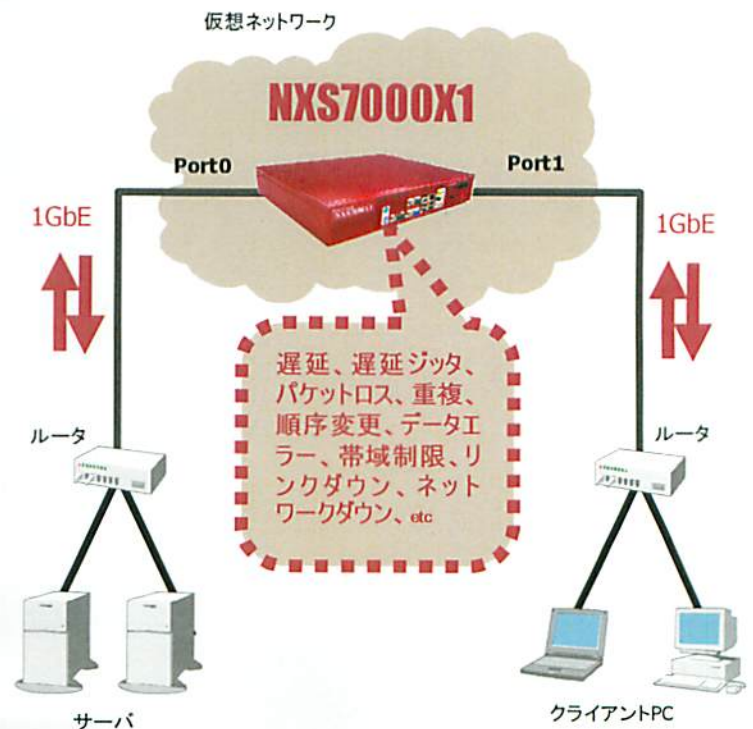 仮想ネットワーク
NXS7000X1
Port0
Port1
1GbE
1GbE
遅延、遅延ジッタ、
パケットロス、重複、
順序変更、データエ
ラー、帯域制限、リ
ンクダウン、ネット
ワークダウン、etc
ルータ
ルータ
サーバ
クライアントPC